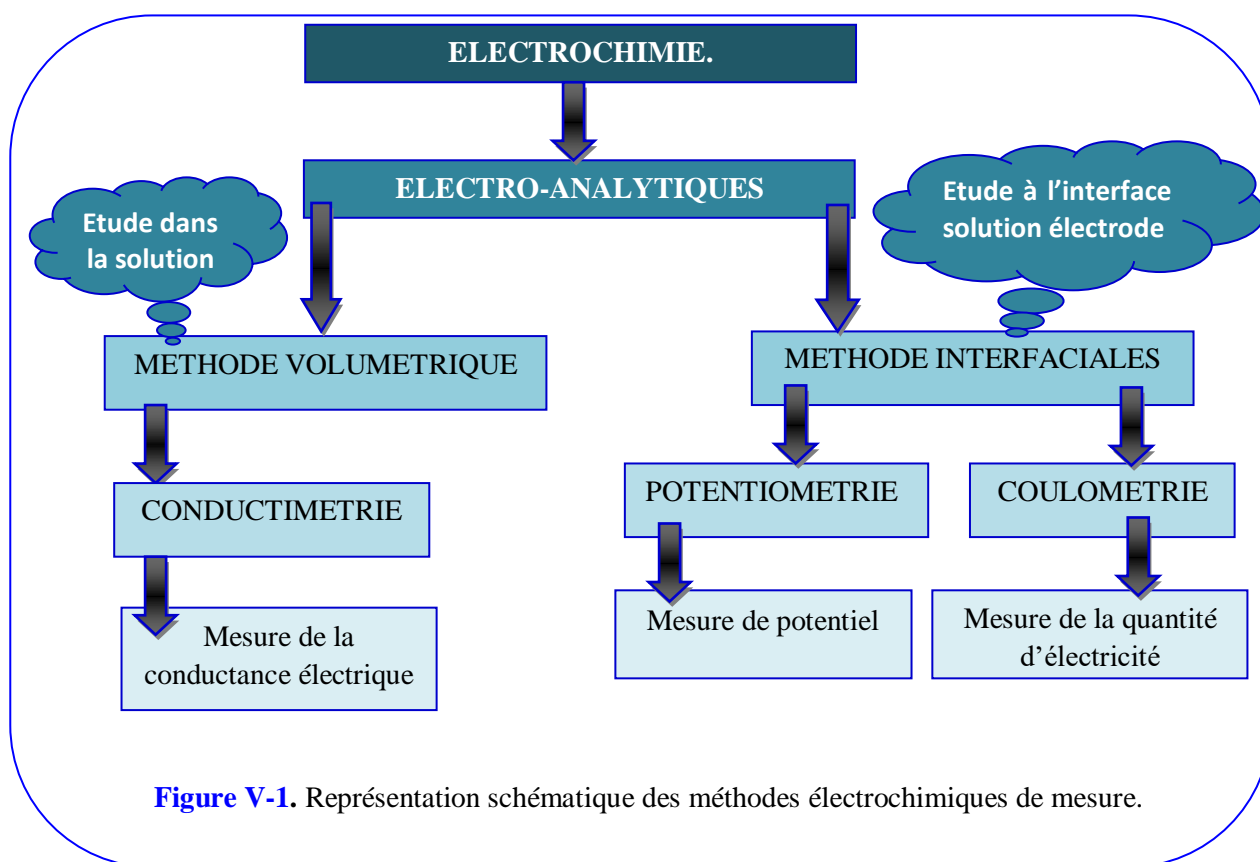 ELECTROCHIMIE.
ELECTRO-ANALYTIQUES
Etude dans
la solution
Etude à l’interface
solution électrode
METHODE VOLUMETRIQUE
METHODE INTERFACIALES
CONDUCTIMETRIE
POTENTIOMETRIE
COULOMETRIE
Mesure de la
conductance électrique
Mesure de potentiel
Mesure de la quantité
d’électricité
Figure V-1. Représentation schématique des méthodes électrochimiques de mesure.